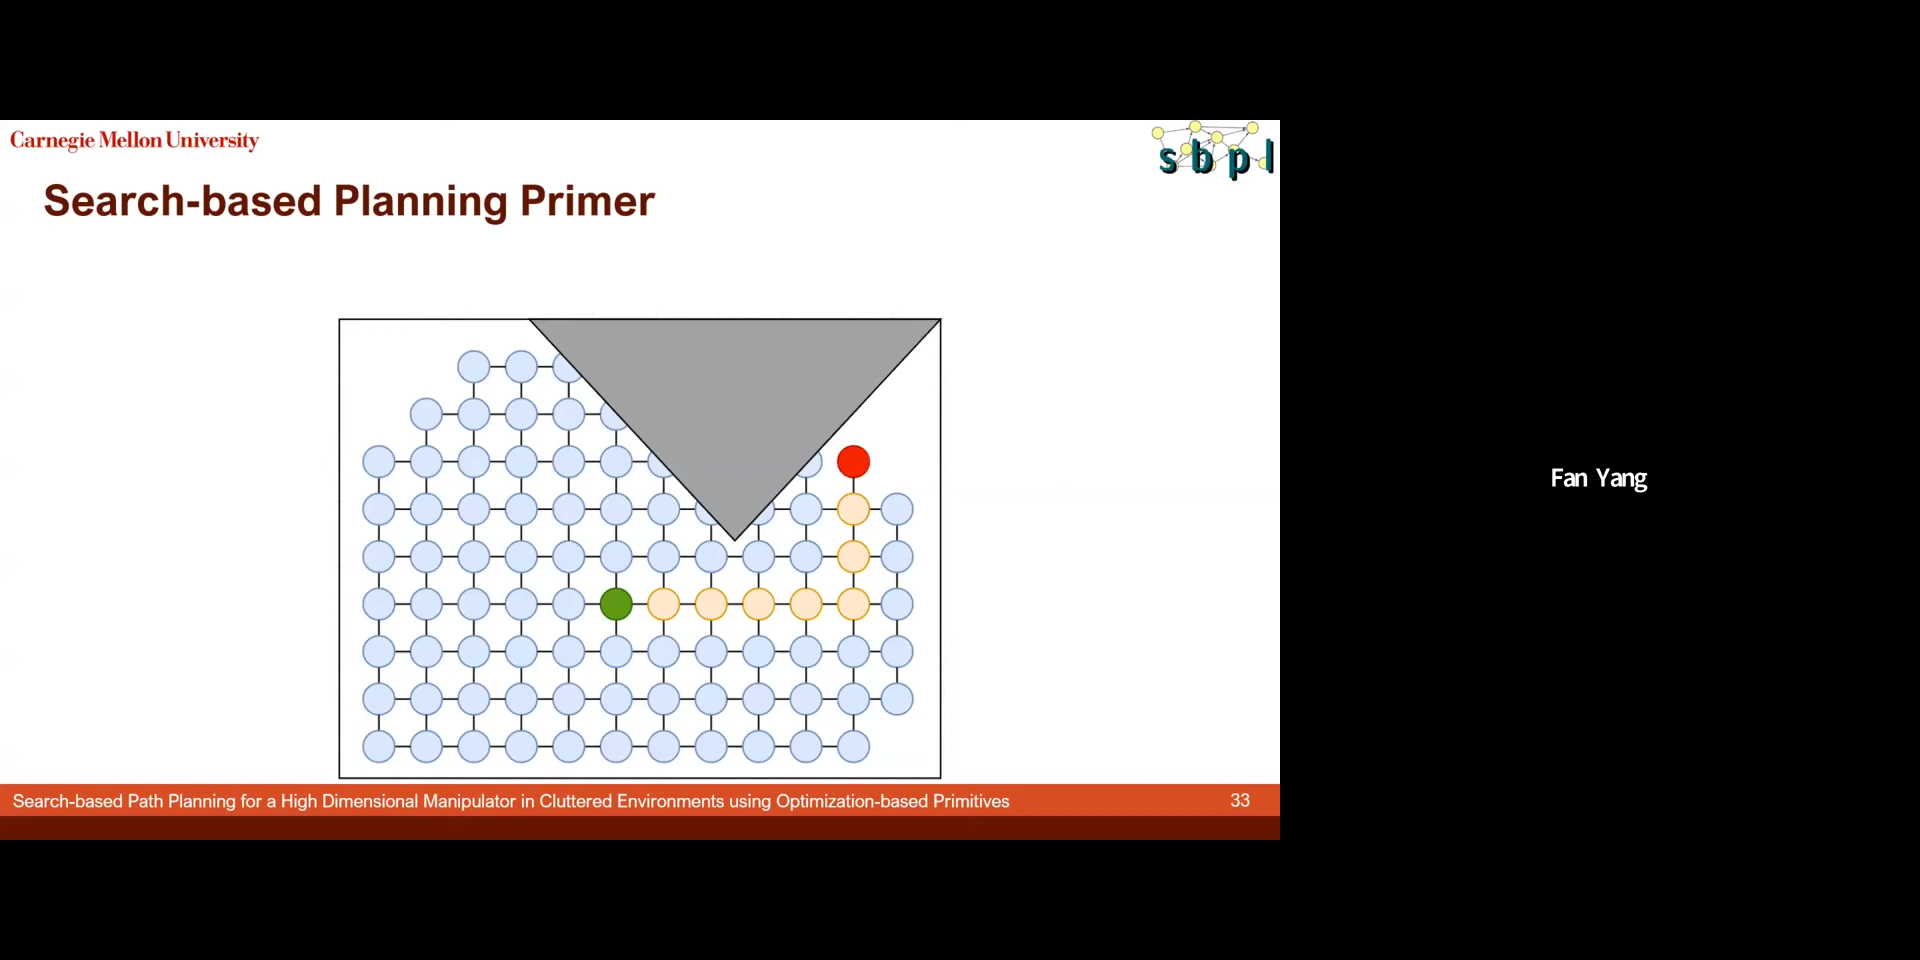 Carnegie Mellon University
sbpl
Search-based Planning Primer
Fan Yang
Search-based Path Planning for a High Dimensional Manipulator in Cluttered Environments using Optimization-based Primitives
33